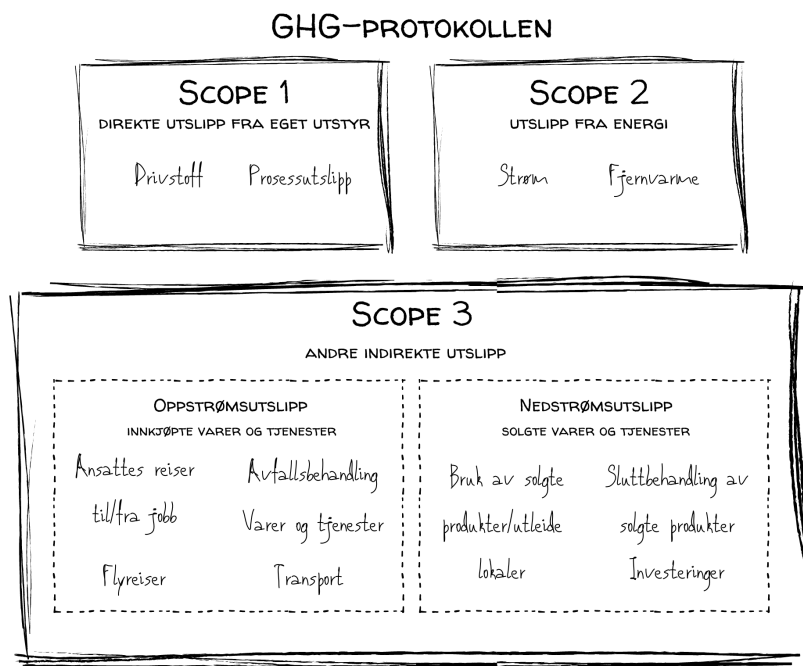 GHG-PROTOKOLLEN
SCOPE 1
DIREKTE UTSLIPP FRA EGET UTSTYR
Drivstoff Prosessutslipp
SCOPE 2
UTSLIPP FRA ENERGI
Strøm Fjernvarme
SCOPE 3
ANDRE INDIREKTE UTSLIPP
OPPSTRØMSUTSLIPP
INNKJØPTE VARER OG TJENESTER
Ansattes reiser
til/fra jobb
Flyreiser
Avfallsbehandling
Varer og tjenester
Transport
NEDSTRØMSUTSLIPP
SOLGTE VARER OG TJENESTER
Bruk av solgte
produkter/utleide
lokaler
Sluttbehandling av
solgte produkter
Investeringer